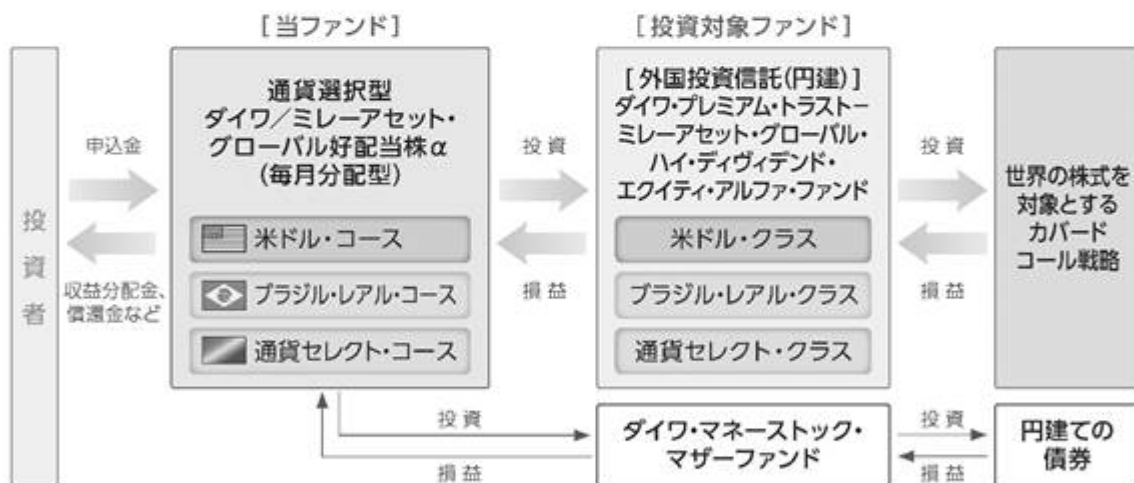 [当ファンド]
[投資対象ファンド]
投資者
申込金
収益分配金、
償還金など
通貨選択型
ダイワ/ミレーアセット・
グローバル好配当株α
(毎月分配型)
米ドル・コース
ブラジル・レアル・コース
通貨セレクト・コース
投資
損益
[外国投資信託(円建)]
ダイワ・プレミアム・トラスト−
ミレーアセット・グローバル・
ハイ・ディヴィデンド・
エクイティ・アルファ・ファンド
米ドル・クラス
ブラジル・レアル・クラス
通貨セレクト・クラス
投資
損益
世界の株式を
対象とする
カバード
コール戦略
投資
損益
ダイワ・マネーストック・
マザーファンド
投資
損益
円建ての
債券